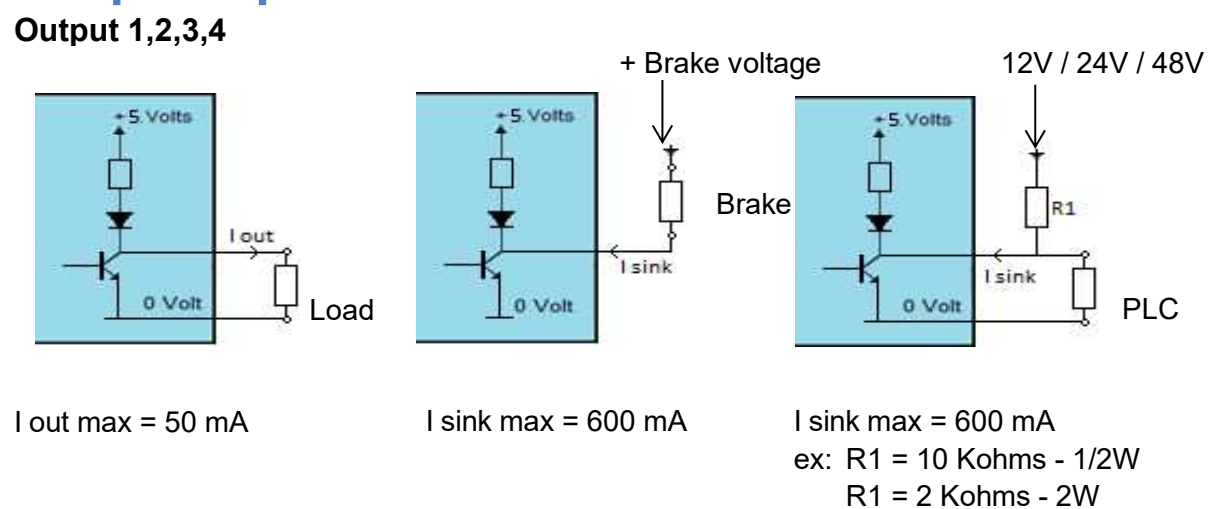 Output 1,2,3,4
+ Brake voltage
12V / 24V / 48V
+5.Volts
I out
0 Volt
Load
+5.Volts
Brake
I sink
0 Volt
+5.Volts
R1
I sink
0 Volt
PLC
I out max = 50 mA
I sink max = 600 mA
I sink max = 600 mA
ex: R1 = 10 Kohms - 1/2W
R1 = 2 Kohms - 2W